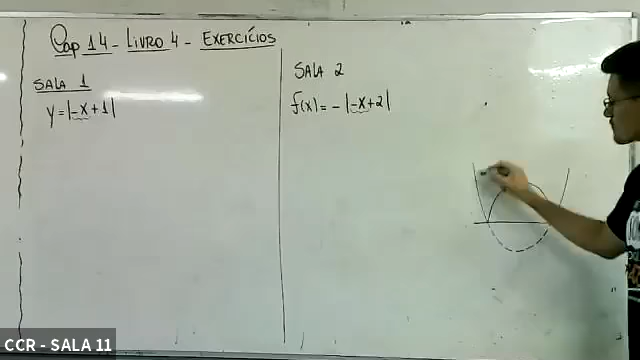 Cap 14 - LIVRO 4 - EXERCÍCIOS
SALA 1
y = |-x + 1|
SALA 2
f(x) = - |-x + 2|
CCR - SALA 11